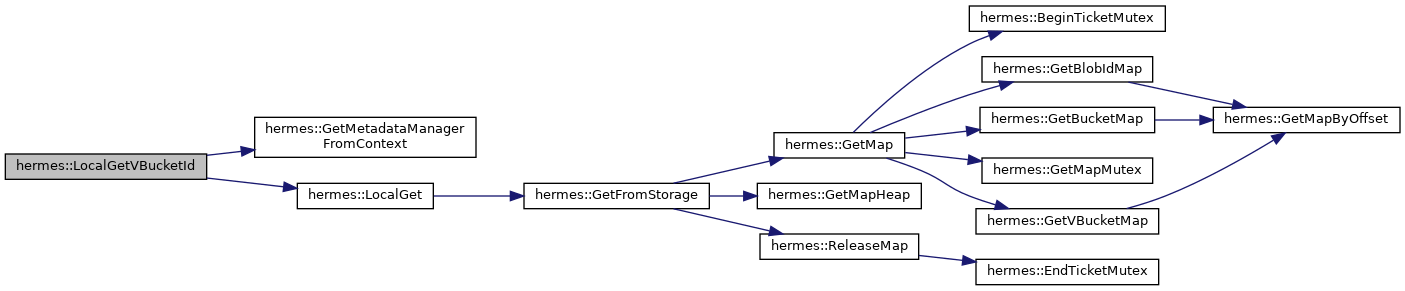 hermes::LocalGetVBucketId
hermes::GetMetadataManager
FromContext
hermes::LocalGet
hermes::GetFromStorage
hermes::GetMap
hermes::GetMapHeap
hermes::ReleaseMap
hermes::BeginTicketMutex
hermes::GetBlobIdMap
hermes::GetBucketMap
hermes::GetMapMutex
hermes::GetVBucketMap
hermes::EndTicketMutex
hermes::GetMapByOffset